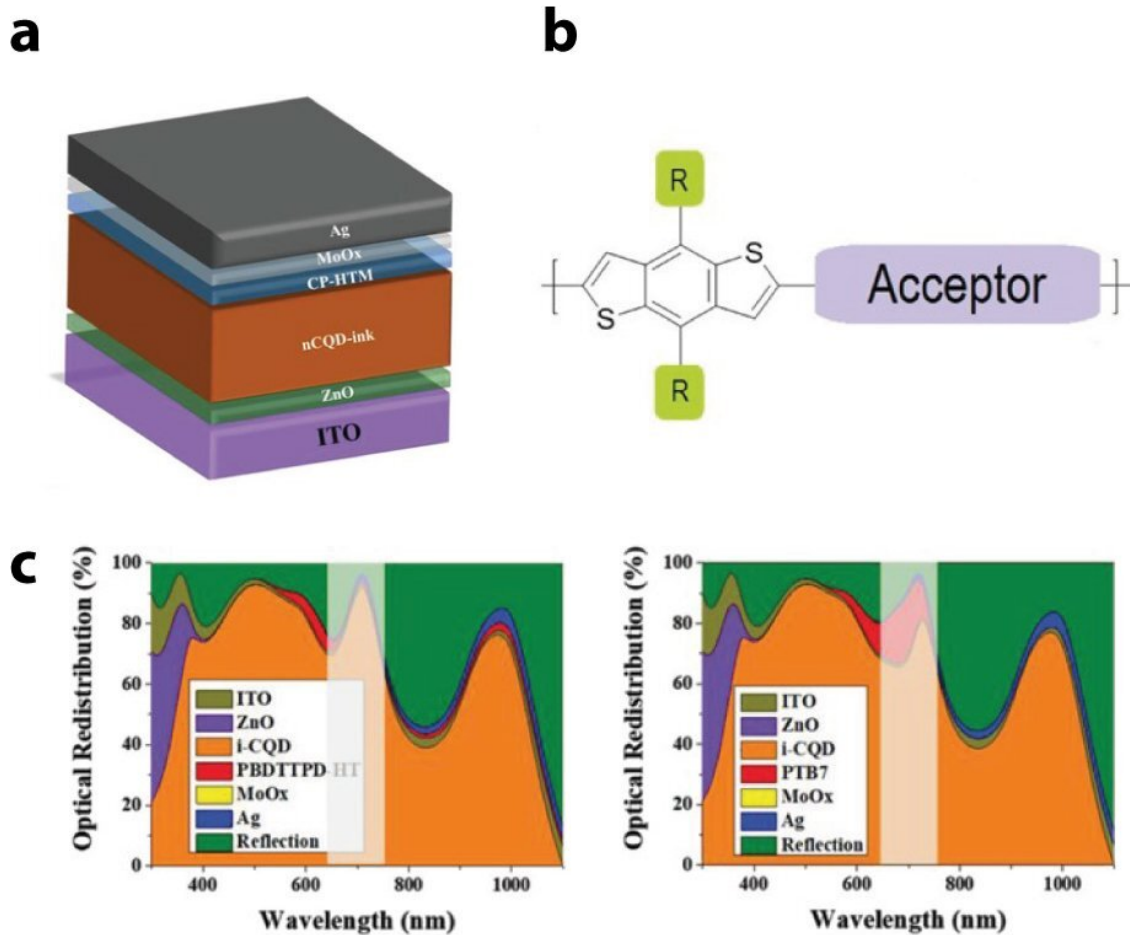 a
b
Ag
MoOx
CP-HTM
nCQD-ink
ZnO
ITO
R
S
S
R
Acceptor
c
Optical Redistribution (%)
100
80
60
40
20
0
ITO
ZnO
i-CQD
PBDTTPD-HT
MoOx
Ag
Reflection
400
600
800
1000
Wavelength (nm)
Optical Redistribution (%)
100
80
60
40
20
0
ITO
ZnO
i-CQD
PTB7
MoOx
Ag
Reflection
400
600
800
1000
Wavelength (nm)